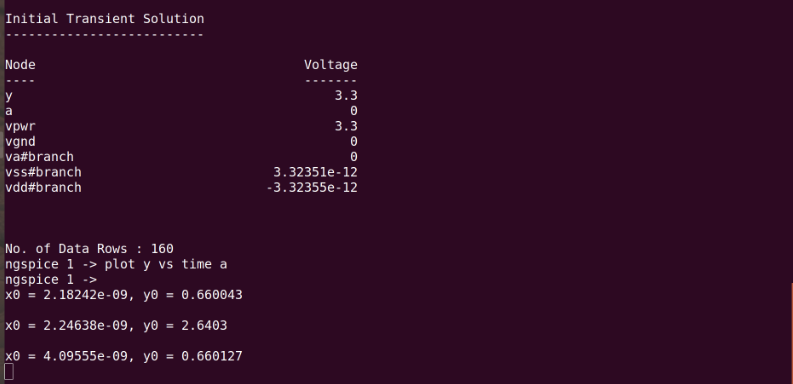 Initial Transient Solution
--------------------------
Node Voltage
---- -------
y 3.3
a 0
vpwr 3.3
vgnd 0
va#branch 0
vss#branch 3.32351e-12
vdd#branch -3.32355e-12
No. of Data Rows : 160
ngspice 1 -> plot y vs time a
ngspice 1 ->
x0 = 2.18242e-09, y0 = 0.660043
x0 = 2.24638e-09, y0 = 2.6403
x0 = 4.09555e-09, y0 = 0.660127